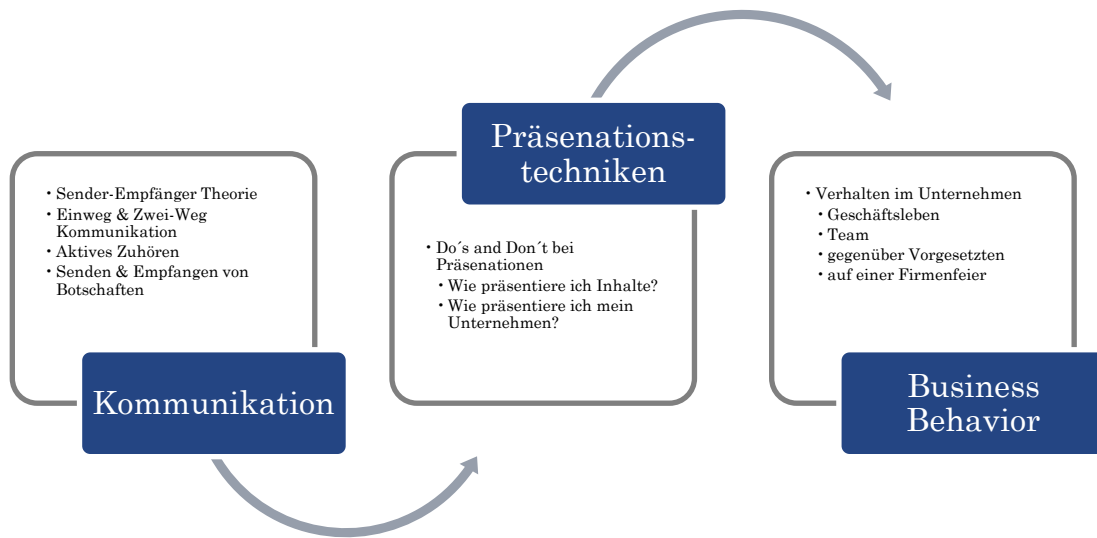 • Sender-Empfänger Theorie
• Einweg & Zwei-Weg
Kommunikation
• Aktives Zuhören
• Senden & Empfangen von
Botschaften
Kommunikation
Präsenations-
techniken
• Do´s and Don´t bei
Präsenationen
• Wie präsentiere ich Inhalte?
• Wie präsentiere ich mein
Unternehmen?
• Verhalten im Unternehmen
• Geschäftsleben
• Team
• gegenüber Vorgesetzten
• auf einer Firmenfeier
Business
Behavior